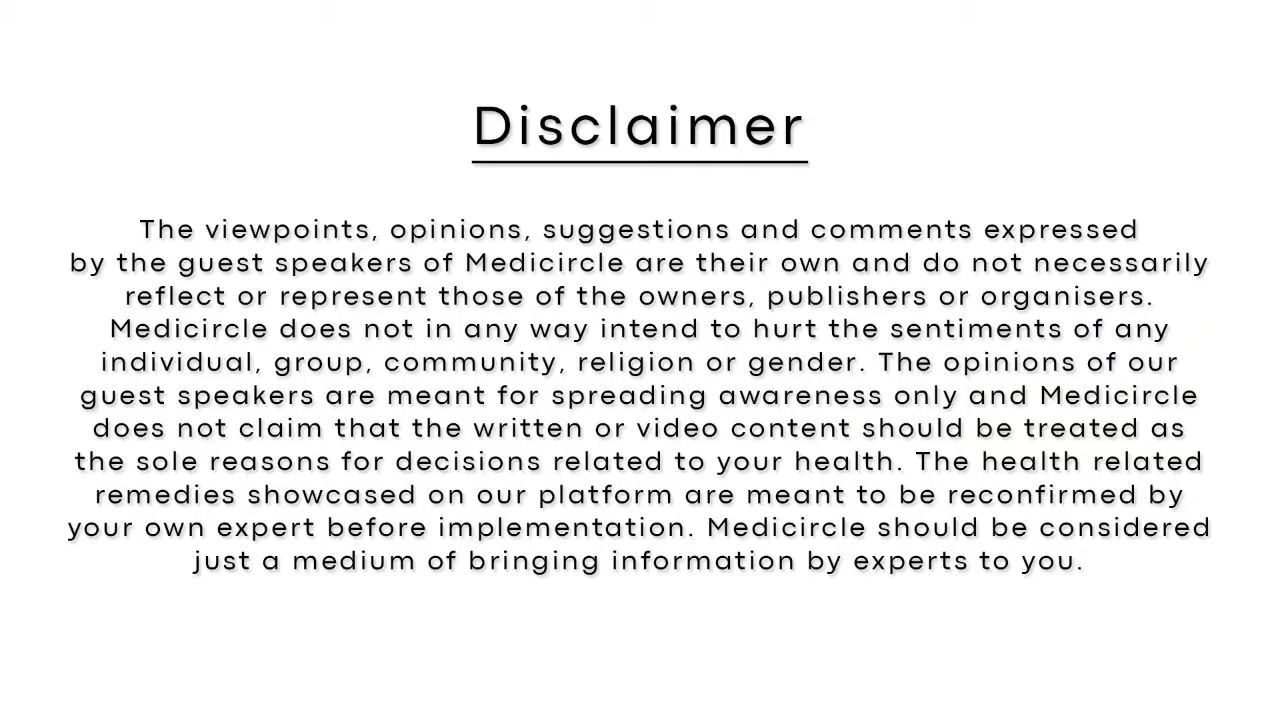 Disclaimer
The viewpoints, opinions, suggestions and comments expressed
by the guest speakers of Medicircle are their own and do not necessarily
reflect or represent those of the owners, publishers or organisers.
Medicircle does not in any way intend to hurt the sentiments of any
individual, group, community, religion or gender. The opinions of our
guest speakers are meant for spreading awareness only and Medicircle
does not claim that the written or video content should be treated as
the sole reasons for decisions related to your health. The health related
remedies showcased on our platform are meant to be reconfirmed by
your own expert before implementation. Medicircle should be considered
just a medium of bringing information by experts to you.